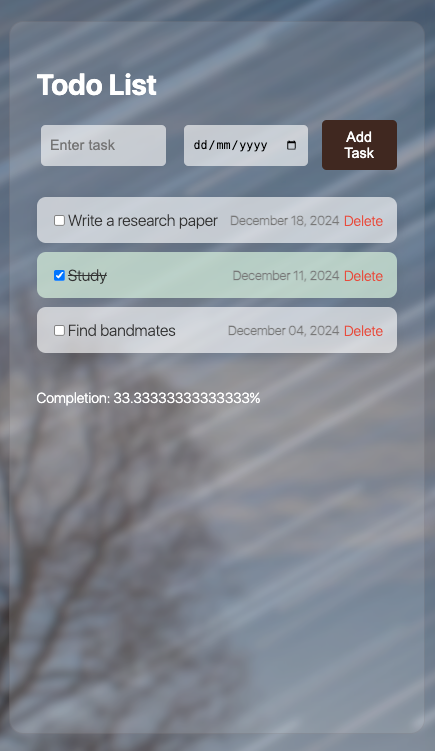 Todo List
Enter task
dd/mm/yyyy
Add
Task
Write a research paper December 18, 2024 Delete
Study December 11, 2024 Delete
Find bandmates December 04, 2024 Delete
Completion: 33.33333333333333%